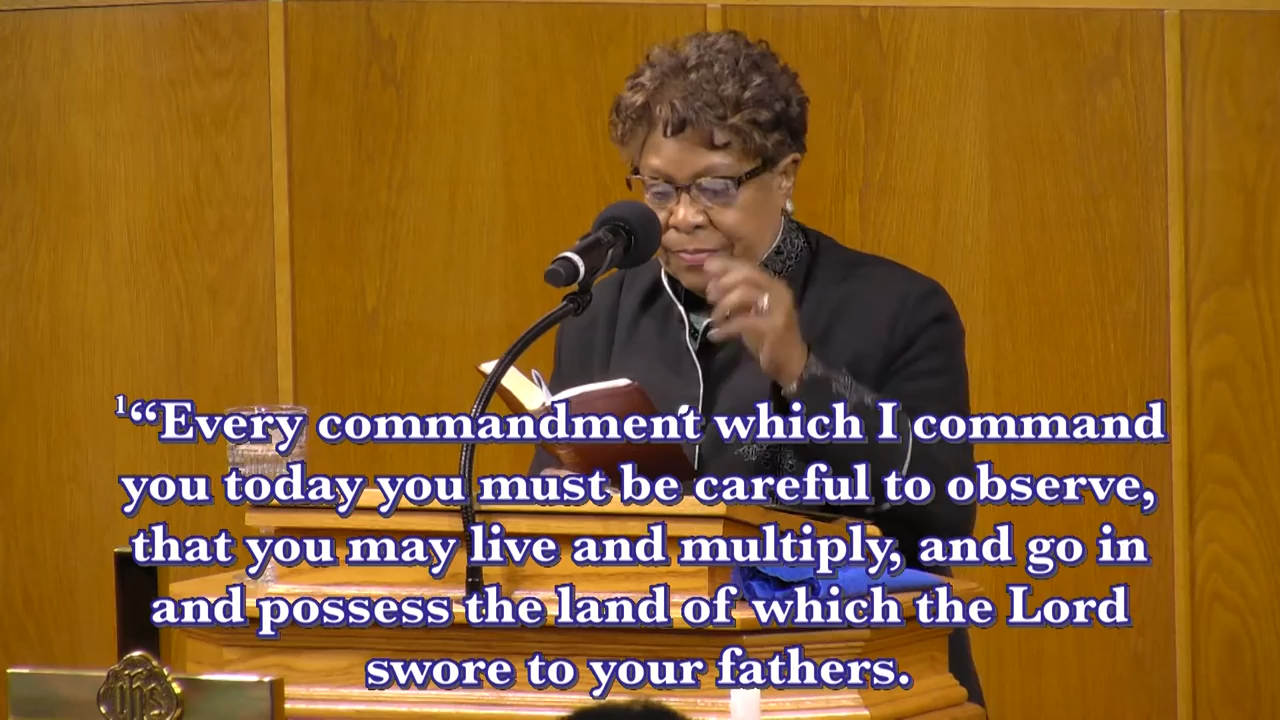 ¹“Every commandment which I command
you today you must be careful to observe,
that you may live and multiply, and go in
and possess the land of which the Lord
swore to your fathers.
IHS